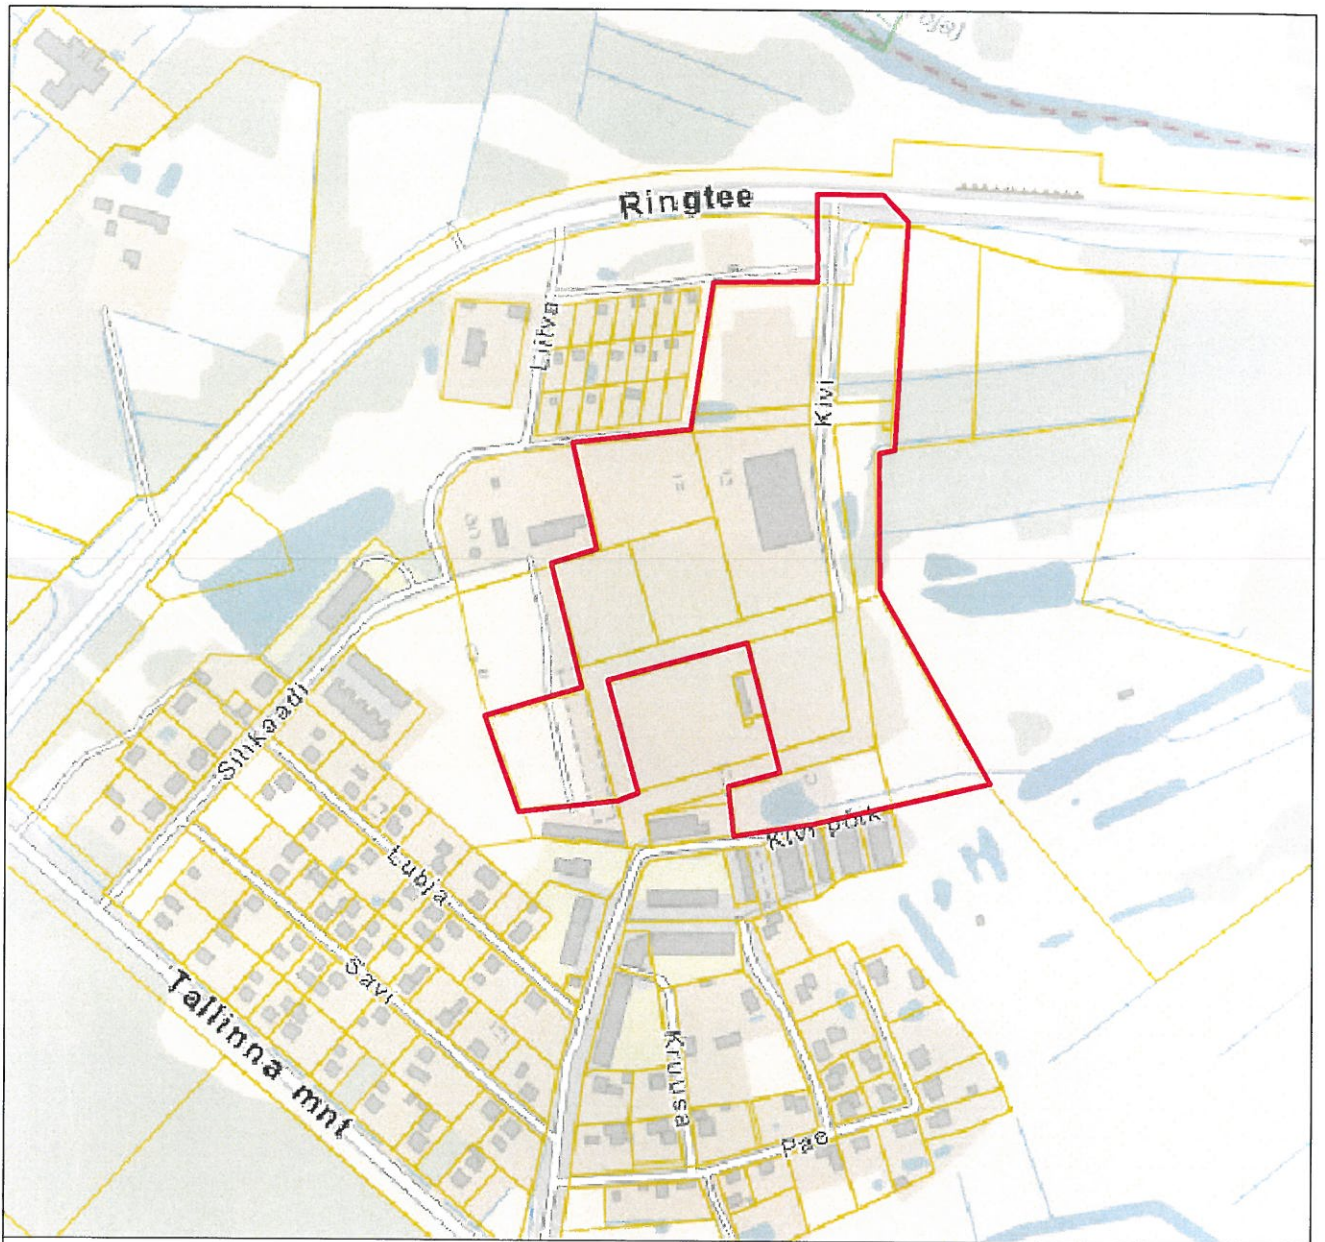 Ringtee
Liiva
Kivi
Silikaadi
Lubja
Kivi põik
Savi
Tallinna mnt
Kruusa
Pae